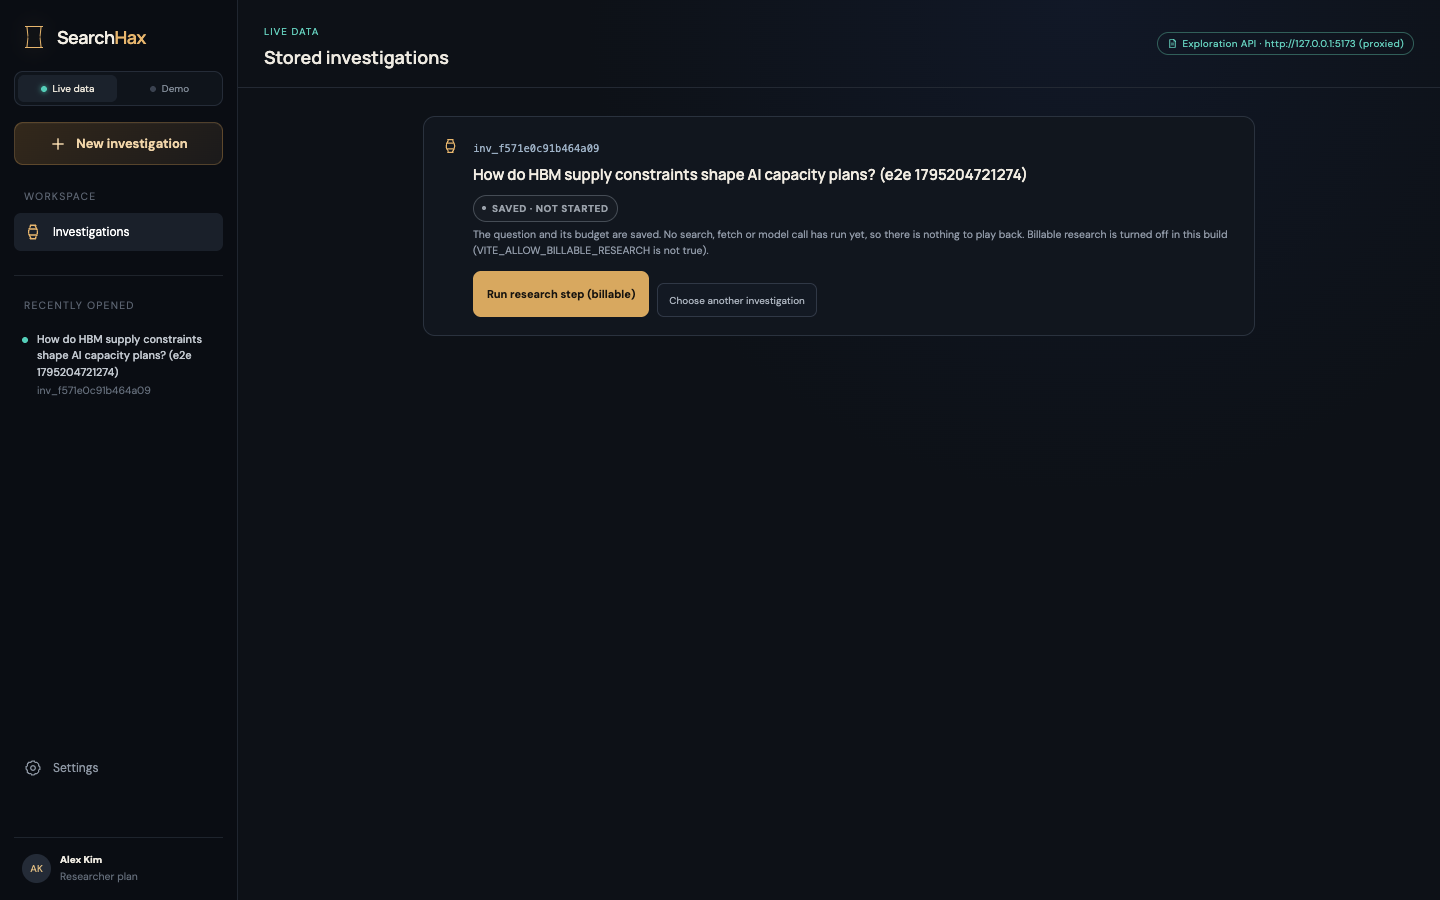 SearchHax
Live data
Demo
New investigation
WORKSPACE
Investigations
RECENTLY OPENED
How do HBM supply constraints
shape AI capacity plans? (e2e
1795204721274)
inv_f571e0c91b464a09
Settings
AK
Alex Kim
Researcher plan
LIVE DATA
Stored investigations
Exploration API · http://127.0.0.1:5173 (proxied)
inv_f571e0c91b464a09
How do HBM supply constraints shape AI capacity plans? (e2e 1795204721274)
SAVED · NOT STARTED
The question and its budget are saved. No search, fetch or model call has run yet, so there is nothing to play back. Billable research is turned off in this build
(VITE_ALLOW_BILLABLE_RESEARCH is not true).
Run research step (billable)
Choose another investigation